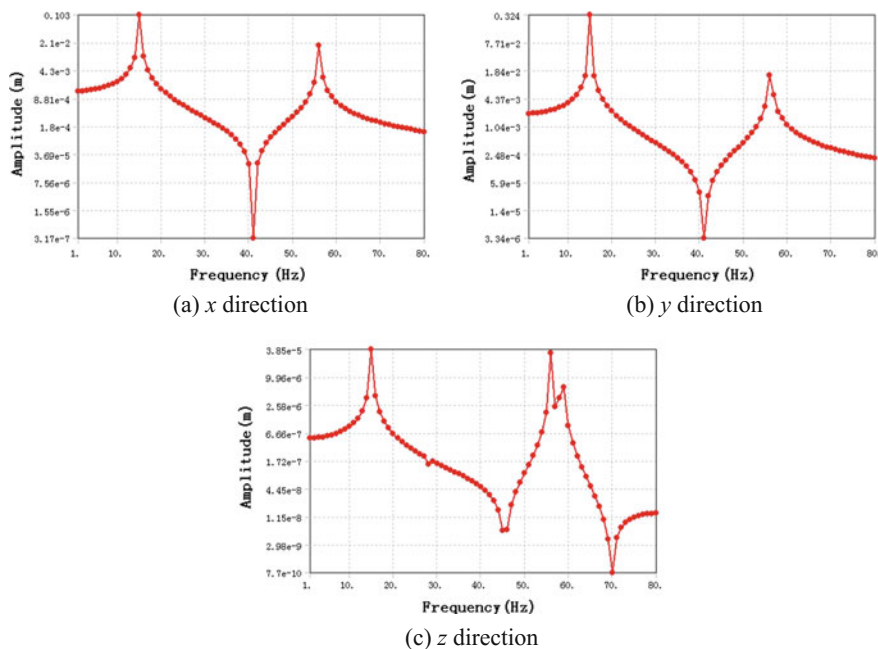 0.103
2.1e-2
4.3e-3
8.81e-4
1.8e-4
3.69e-5
7.56e-6
1.55e-6
3.17e-7
Amplitude (m)
1. 10. 20. 30. 40. 50. 60. 70. 80.
Frequency (Hz)
(a) x direction
0.324
7.71e-2
1.84e-2
4.37e-3
1.04e-3
2.48e-4
5.9e-5
1.4e-5
3.34e-6
Amplitude (m)
1. 10. 20. 30. 40. 50. 60. 70. 80.
Frequency (Hz)
(b) y direction
3.85e-5
9.96e-6
2.58e-6
6.66e-7
1.72e-7
4.45e-8
1.15e-8
2.98e-9
7.7e-10
Amplitude (m)
1. 10. 20. 30. 40. 50. 60. 70. 80.
Frequency (Hz)
(c) z direction